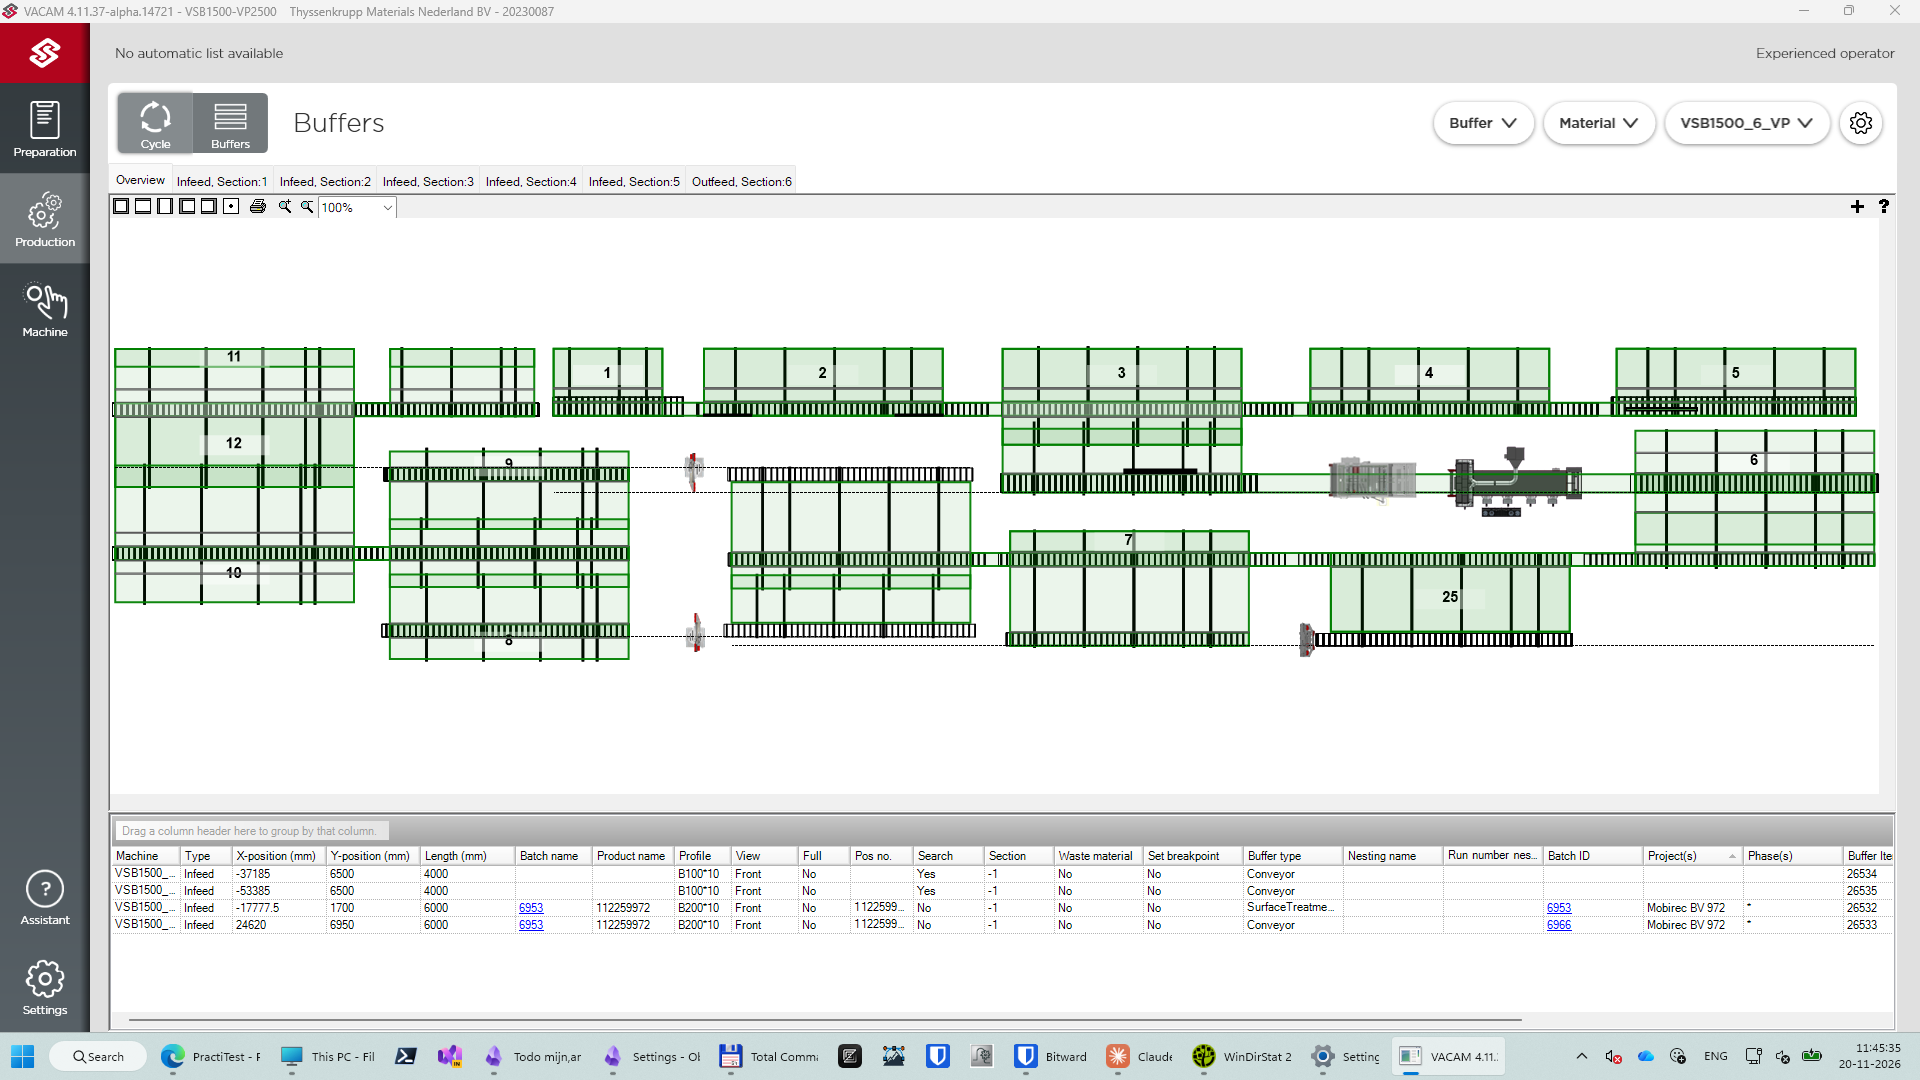 VACAM 4.11.37-alpha.14721 - VSB1500-VP2500    Thyssenkrupp Materials Nederland BV - 20230087
No automatic list available
Experienced operator
Preparation
Production
Machine
Assistant
Settings
Cycle
Buffers
Buffers
Buffer
Material
VSB1500_6_VP
Overview
Infeed, Section:1
Infeed, Section:2
Infeed, Section:3
Infeed, Section:4
Infeed, Section:5
Outfeed, Section:6
100%
11
1
2
3
4
5
12
9
6
10
7
8
25
Drag a column header here to group by that column.
Machine Type X-position (mm) Y-position (mm) Length (mm) Batch name Product name Profile View Full Pos no. Search Section Waste material Set breakpoint Buffer type Nesting name Run number nes... Batch ID Project(s) Phase(s) Buffer Ite
VSB1500_... Infeed -37185 6500 4000 B100*10 Front No Yes -1 No No Conveyor 26534
VSB1500_... Infeed -53385 6500 4000 B100*10 Front No Yes -1 No No Conveyor 26535
VSB1500_... Infeed -17777.5 1700 6000 6953 112259972 B200*10 Front No 1122599... No -1 No No SurfaceTreatme... 6953 Mobirec BV 972 * 26532
VSB1500_... Infeed 24620 6950 6000 6953 112259972 B200*10 Front No 1122599... No -1 No No Conveyor 6966 Mobirec BV 972 * 26533
Search
PractiTest - F
This PC - Fil
Todo mijn,ar
Settings - Ol
Total Comma
Bitward
Claude
WinDirStat 2
Setting
VACAM 4.11.
ENG
11:45:35
20-11-2026